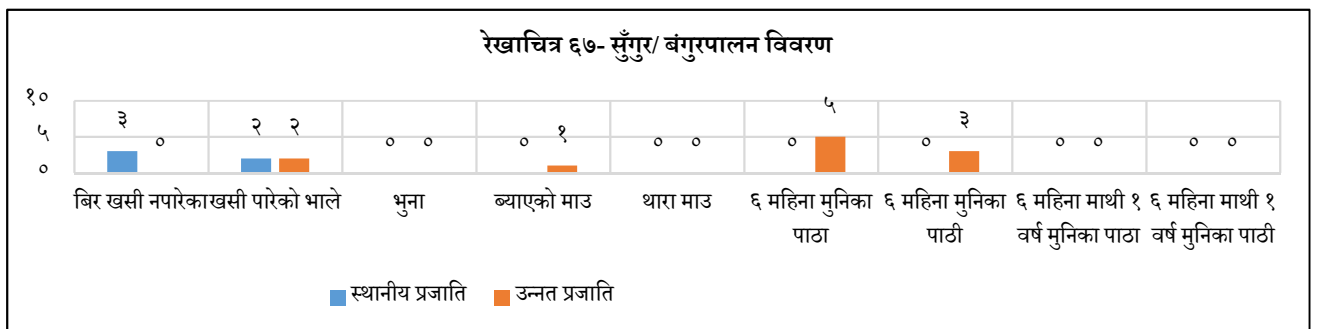 रेखाचित्र ६७- सुँगुर/ बंगुरपालन विवरण
१०
५
०
३ ० २ २ ० ० ० १ ० ० ० ५ ० ३ ० ० ० ०
बिर खसी नपारेका खसी पारेको भाले भुना ब्याएको माउ थारा माउ ६ महिना मुनिका ६ महिना मुनिका ६ महिना माथी १ ६ महिना माथी १
पाठा पाठी वर्ष मुनिका पाठा वर्ष मुनिका पाठी
स्थानीय प्रजाति उन्नत प्रजाति